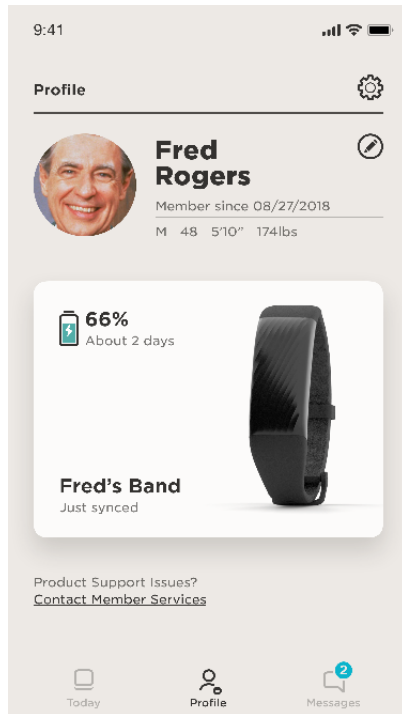 9:41
Profile
Fred
Rogers
Member since 08/27/2018
M 48 5'10" 174lbs
66%
About 2 days
Fred's Band
Just synced
Product Support Issues?
Contact Member Services
2
Today Profile Messages